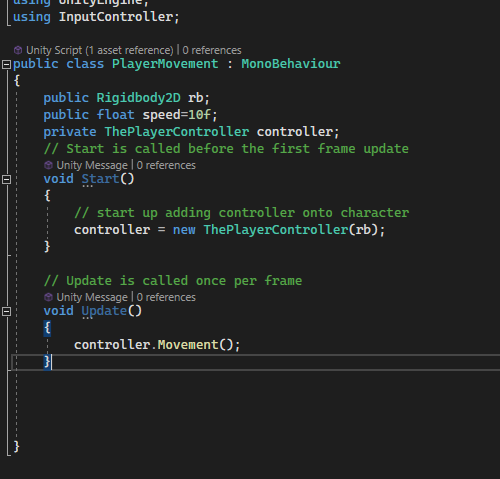 using UnityEngine;
using InputController;
Unity Script (1 asset reference) | 0 references
public class PlayerMovement : MonoBehaviour
{
public Rigidbody2D rb;
public float speed=10f;
private ThePlayerController controller;
// Start is called before the first frame update
Unity Message | 0 references
void Start()
{
// start up adding controller onto character
controller = new ThePlayerController(rb);
}
// Update is called once per frame
Unity Message | 0 references
void Update()
{
controller.Movement();
}
}